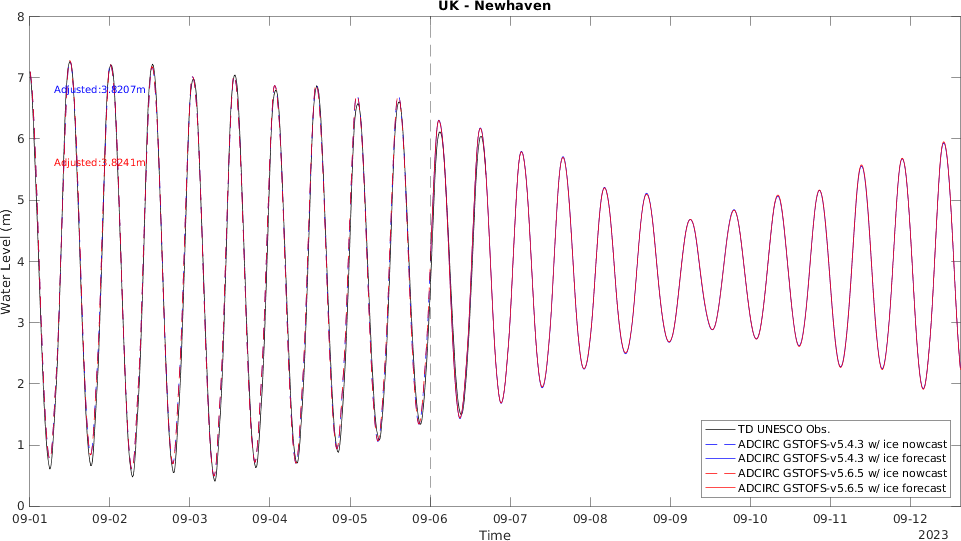 UK - Newhaven
Water Level (m)
8
7
6
5
4
3
2
1
0
Adjusted:3.8207m
Adjusted:3.8241m
TD UNESCO Obs.
ADCIRC GSTOFS-v5.4.3 w/ ice nowcast
ADCIRC GSTOFS-v5.4.3 w/ ice forecast
ADCIRC GSTOFS-v5.6.5 w/ ice nowcast
ADCIRC GSTOFS-v5.6.5 w/ ice forecast
09-01 09-02 09-03 09-04 09-05 09-06 09-07 09-08 09-09 09-10 09-11 09-12
Time
2023